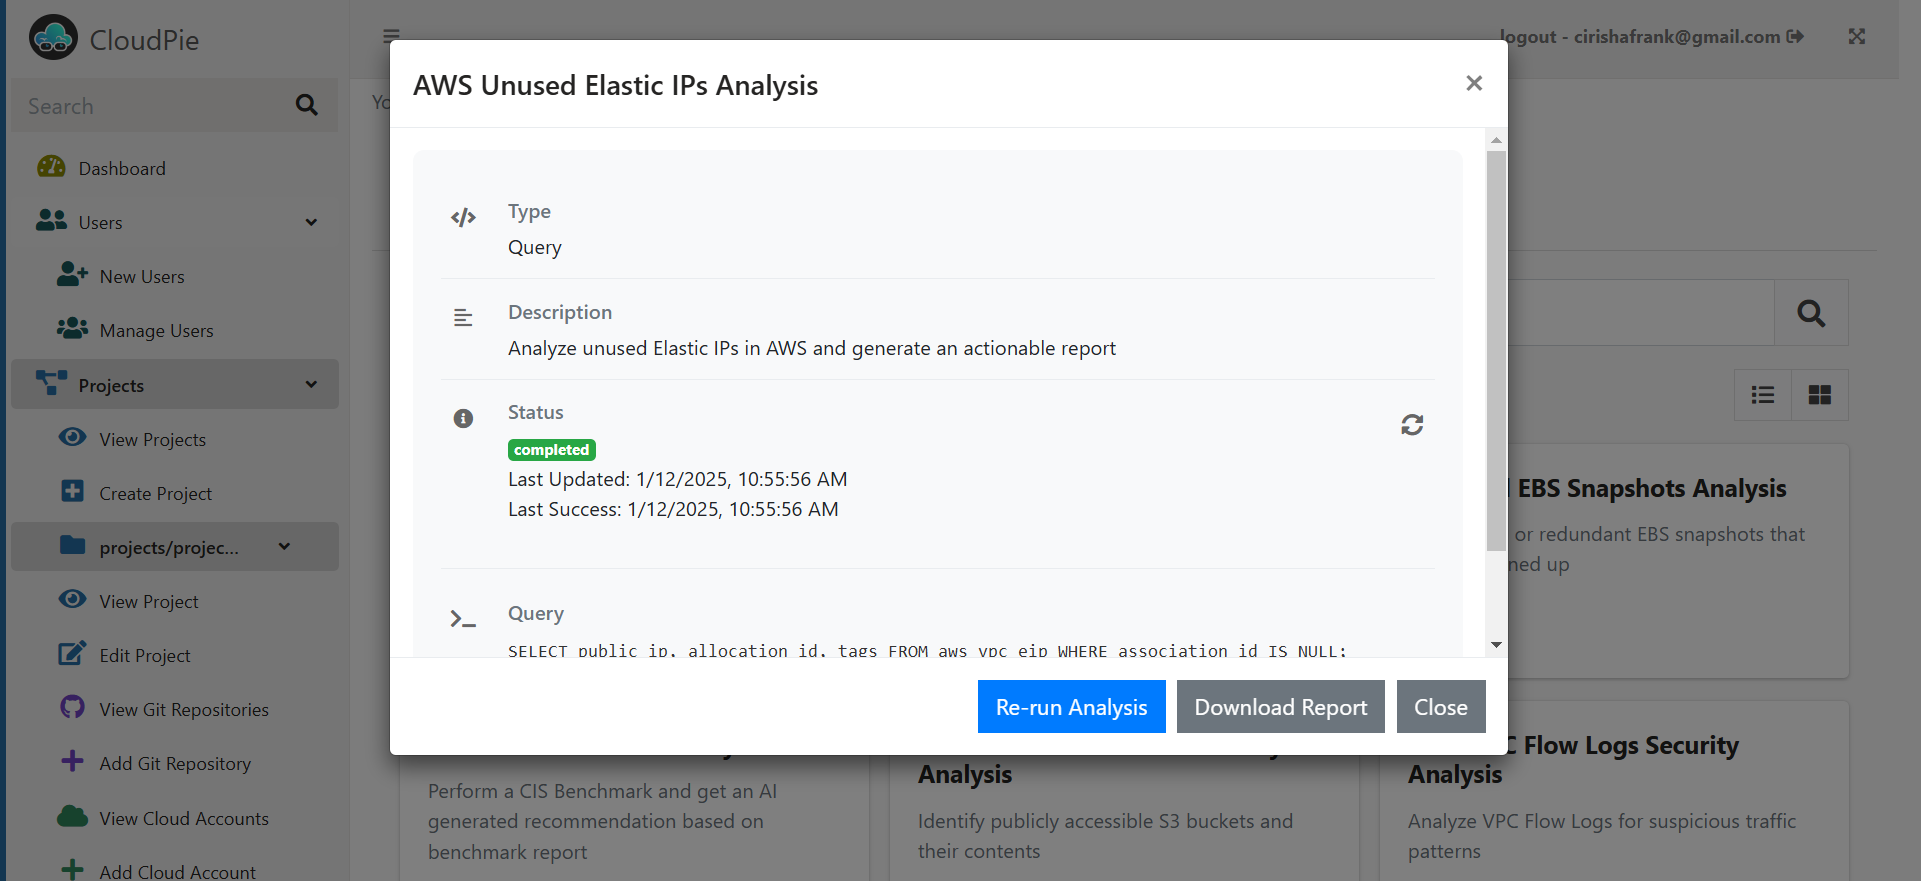 CloudPie
Search
Dashboard
Users
New Users
Manage Users
Projects
View Projects
Create Project
projects/projec...
View Project
Edit Project
View Git Repositories
Add Git Repository
View Cloud Accounts
Add Cloud Account
logout - cirishafrank@gmail.com
AWS Unused Elastic IPs Analysis
×
Type
Query
Description
Analyze unused Elastic IPs in AWS and generate an actionable report
Status
completed
Last Updated: 1/12/2025, 10:55:56 AM
Last Success: 1/12/2025, 10:55:56 AM
Query
SELECT public_ip, allocation_id, tags FROM aws_vpc_eip WHERE association_id IS NULL;
Re-run Analysis
Download Report
Close
EBS Snapshots Analysis
or redundant EBS snapshots that
up
Perform a CIS Benchmark and get an AI
generated recommendation based on
benchmark report
Analysis
Identify publicly accessible S3 buckets and
their contents
Flow Logs Security
Analysis
Analyze VPC Flow Logs for suspicious traffic
patterns